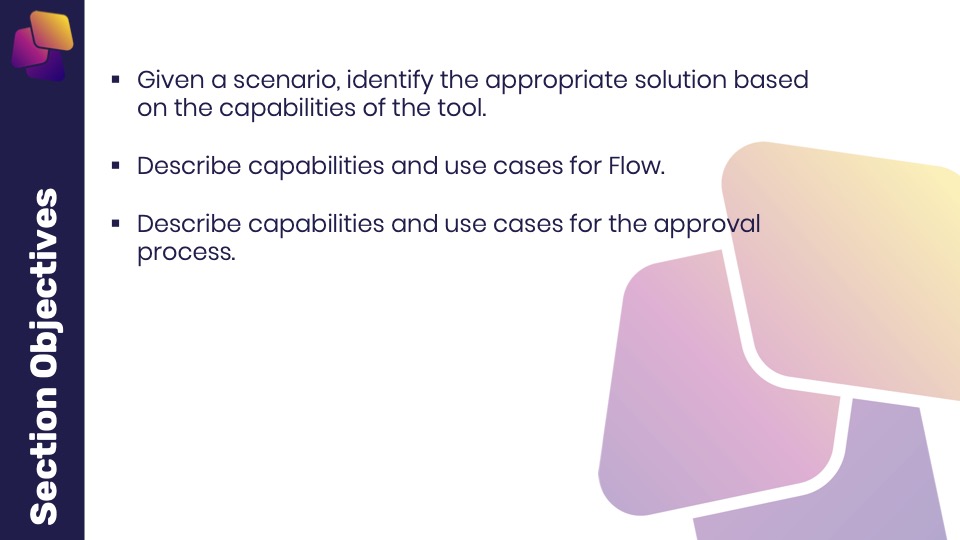 Section Objectives
▪ Given a scenario, identify the appropriate solution based
on the capabilities of the tool.
▪ Describe capabilities and use cases for Flow.
▪ Describe capabilities and use cases for the approval
process.